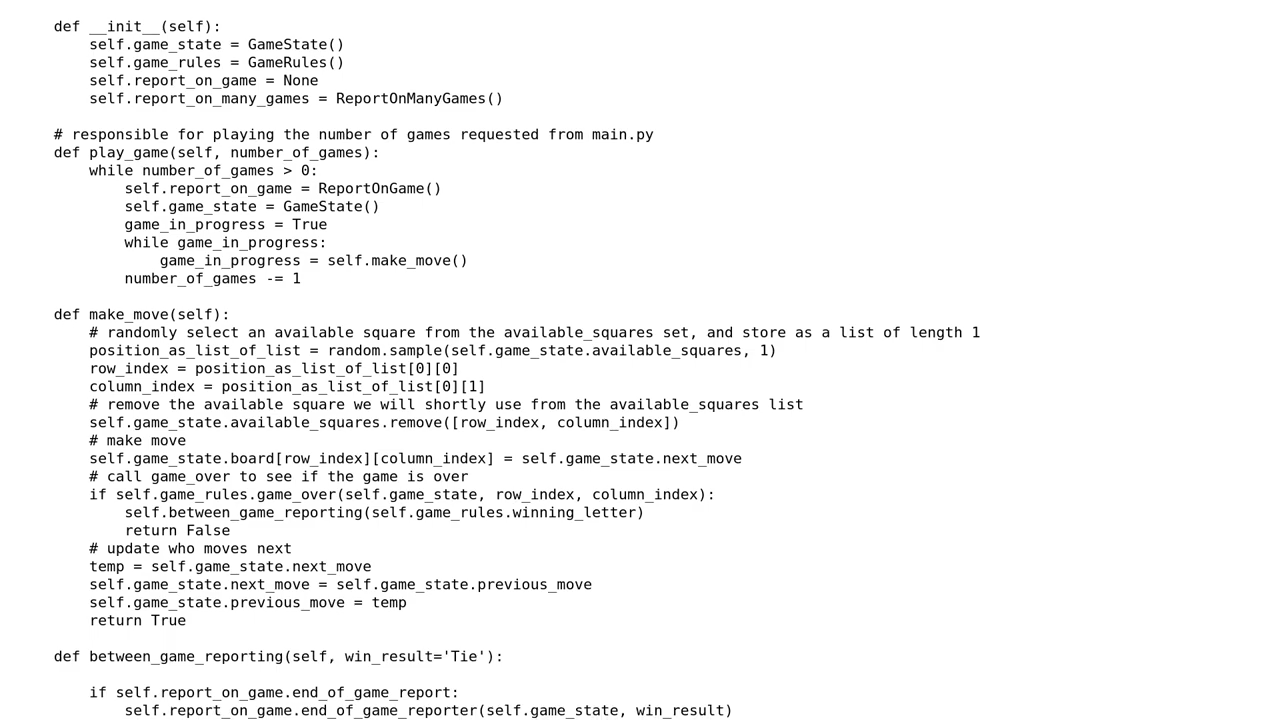 def __init__(self):
    self.game_state = GameState()
    self.game_rules = GameRules()
    self.report_on_game = None
    self.report_on_many_games = ReportOnManyGames()

# responsible for playing the number of games requested from main.py
def play_game(self, number_of_games):
    while number_of_games > 0:
        self.report_on_game = ReportOnGame()
        self.game_state = GameState()
        game_in_progress = True
        while game_in_progress:
            game_in_progress = self.make_move()
        number_of_games -= 1

def make_move(self):
    # randomly select an available square from the available_squares set, and store as a list of length 1
    position_as_list_of_list = random.sample(self.game_state.available_squares, 1)
    row_index = position_as_list_of_list[0][0]
    column_index = position_as_list_of_list[0][1]
    # remove the available square we will shortly use from the available_squares list
    self.game_state.available_squares.remove([row_index, column_index])
    # make move
    self.game_state.board[row_index][column_index] = self.game_state.next_move
    # call game_over to see if the game is over
    if self.game_rules.game_over(self.game_state, row_index, column_index):
        self.between_game_reporting(self.game_rules.winning_letter)
        return False
    # update who moves next
    temp = self.game_state.next_move
    self.game_state.next_move = self.game_state.previous_move
    self.game_state.previous_move = temp
    return True

def between_game_reporting(self, win_result='Tie'):

    if self.report_on_game.end_of_game_report:
        self.report_on_game.end_of_game_reporter(self.game_state, win_result)